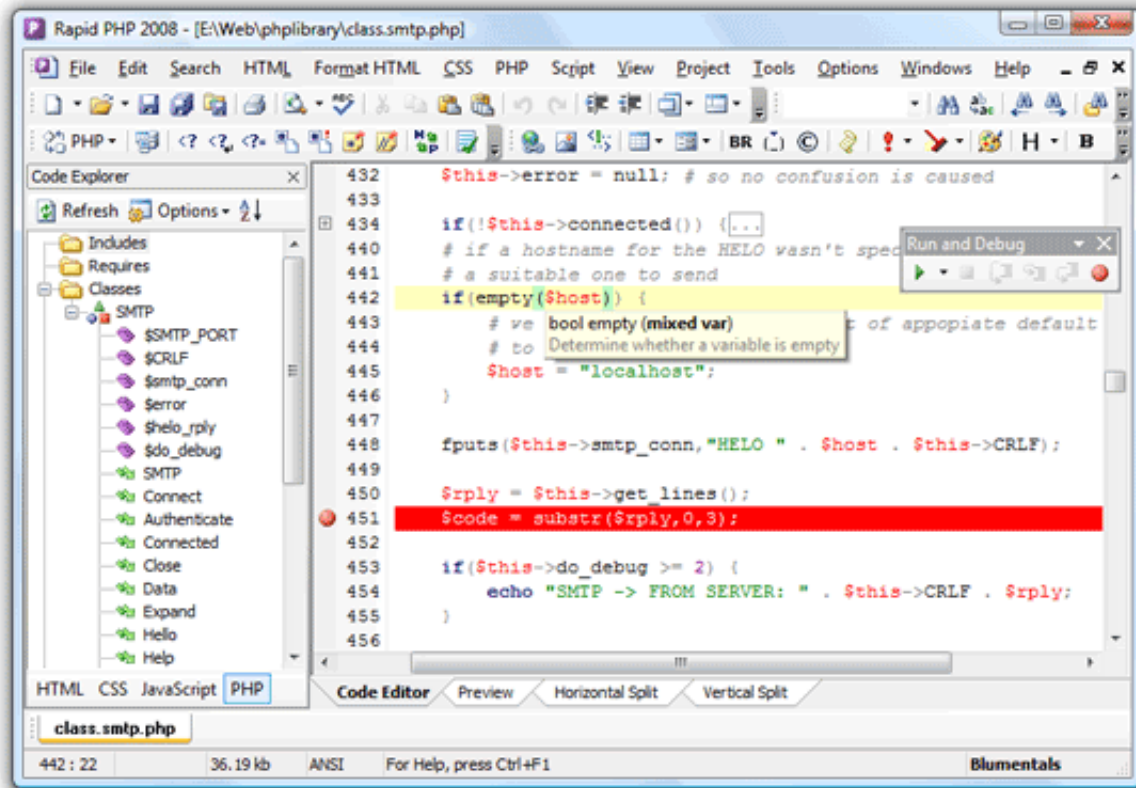 Rapid PHP 2008 - [E:\Web\phplibrary\class.smtp.php]
File Edit Search HTML Format HTML CSS PHP Script View Project Tools Options Windows Help
PHP BR H B
Code Explorer
Refresh Options
Includes
Requires
Classes
SMTP
$SMTP_PORT
$CRLF
$smtp_conn
$error
$helo_rply
$do_debug
SMTP
Connect
Authenticate
Connected
Close
Data
Expand
Hello
Help
HTML CSS JavaScript PHP
432 $this->error = null; # so no confusion is caused
433
434 if(!$this->connected()) {...
440 # if a hostname for the HELO wasn't spec
441 # a suitable one to send
442 if(empty($host)) {
443 # we t of appopiate default
444 # to
445 $host = "localhost";
446 }
447
448 fputs($this->smtp_conn,"HELO " . $host . $this->CRLF);
449
450 $rply = $this->get_lines();
451 $code = substr($rply,0,3);
452
453 if($this->do_debug >= 2) {
454 echo "SMTP -> FROM SERVER: " . $this->CRLF . $rply;
455 }
456
Run and Debug
bool empty (mixed var)
Determine whether a variable is empty
Code Editor Preview Horizontal Split Vertical Split
class.smtp.php
442 : 22 36.19 kb ANSI For Help, press Ctrl+F1 Blumentals